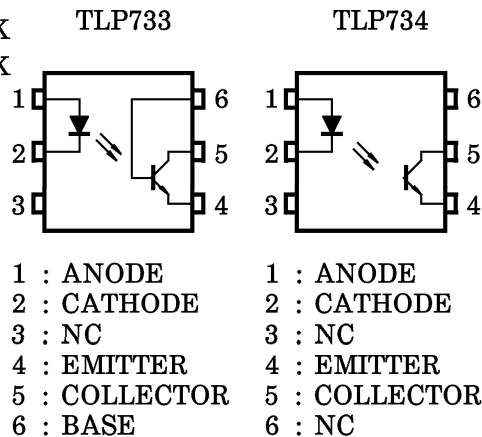 K
K
TLP733
TLP734
1 6
2 5
3 4
1 6
2 5
3 4
1 : ANODE
2 : CATHODE
3 : NC
4 : EMITTER
5 : COLLECTOR
6 : BASE
1 : ANODE
2 : CATHODE
3 : NC
4 : EMITTER
5 : COLLECTOR
6 : NC